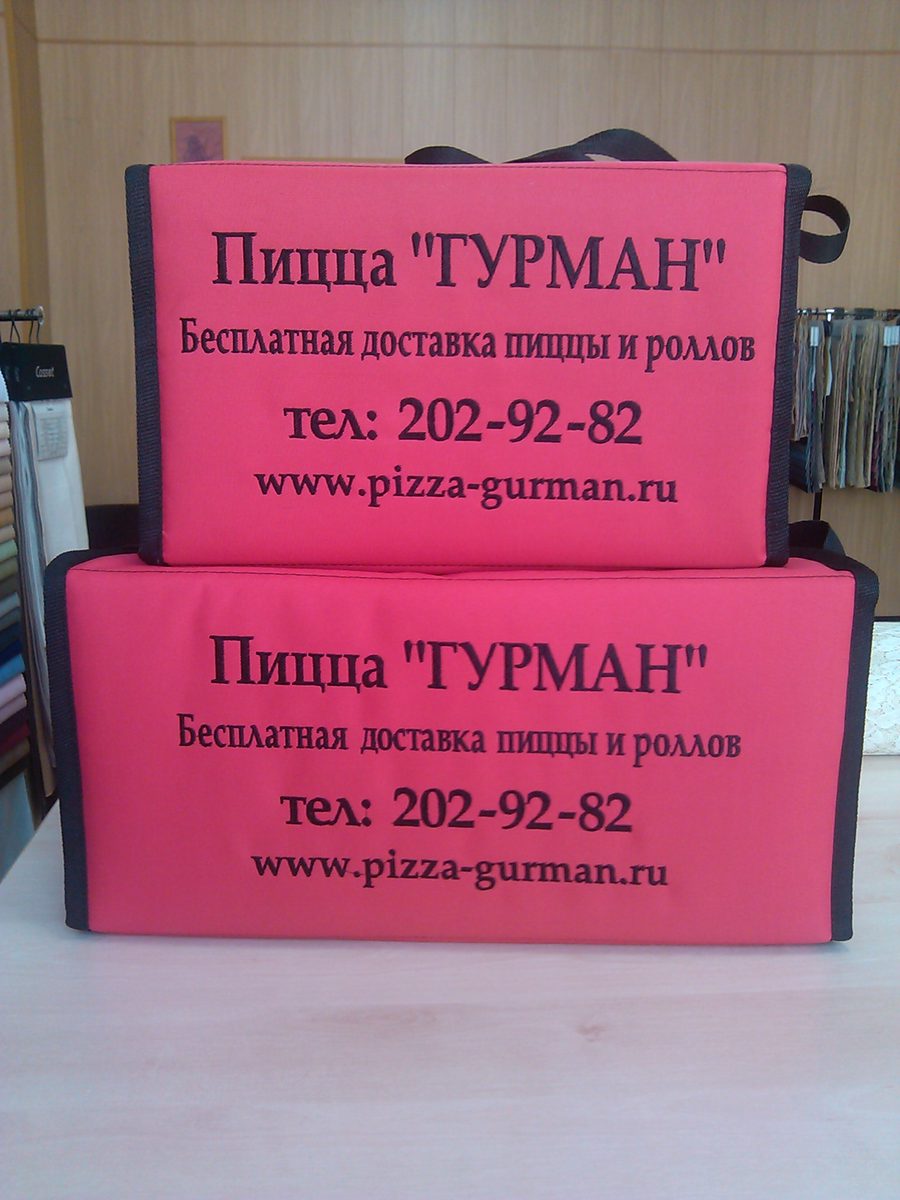 Пицца "ГУРМАН"
Бесплатная доставка пиццы и роллов
тел: 202-92-82
www.pizza-gurman.ru
Пицца "ГУРМАН"
Бесплатная доставка пиццы и роллов
тел: 202-92-82
www.pizza-gurman.ru